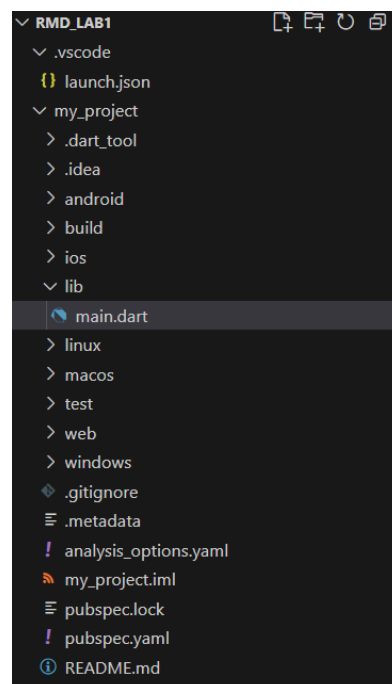 RMD_LAB1
.vscode
{} launch.json
my_project
.dart_tool
.idea
android
build
ios
lib
main.dart
linux
macos
test
web
windows
.gitignore
.metadata
! analysis_options.yaml
my_project.iml
pubspec.lock
! pubspec.yaml
README.md